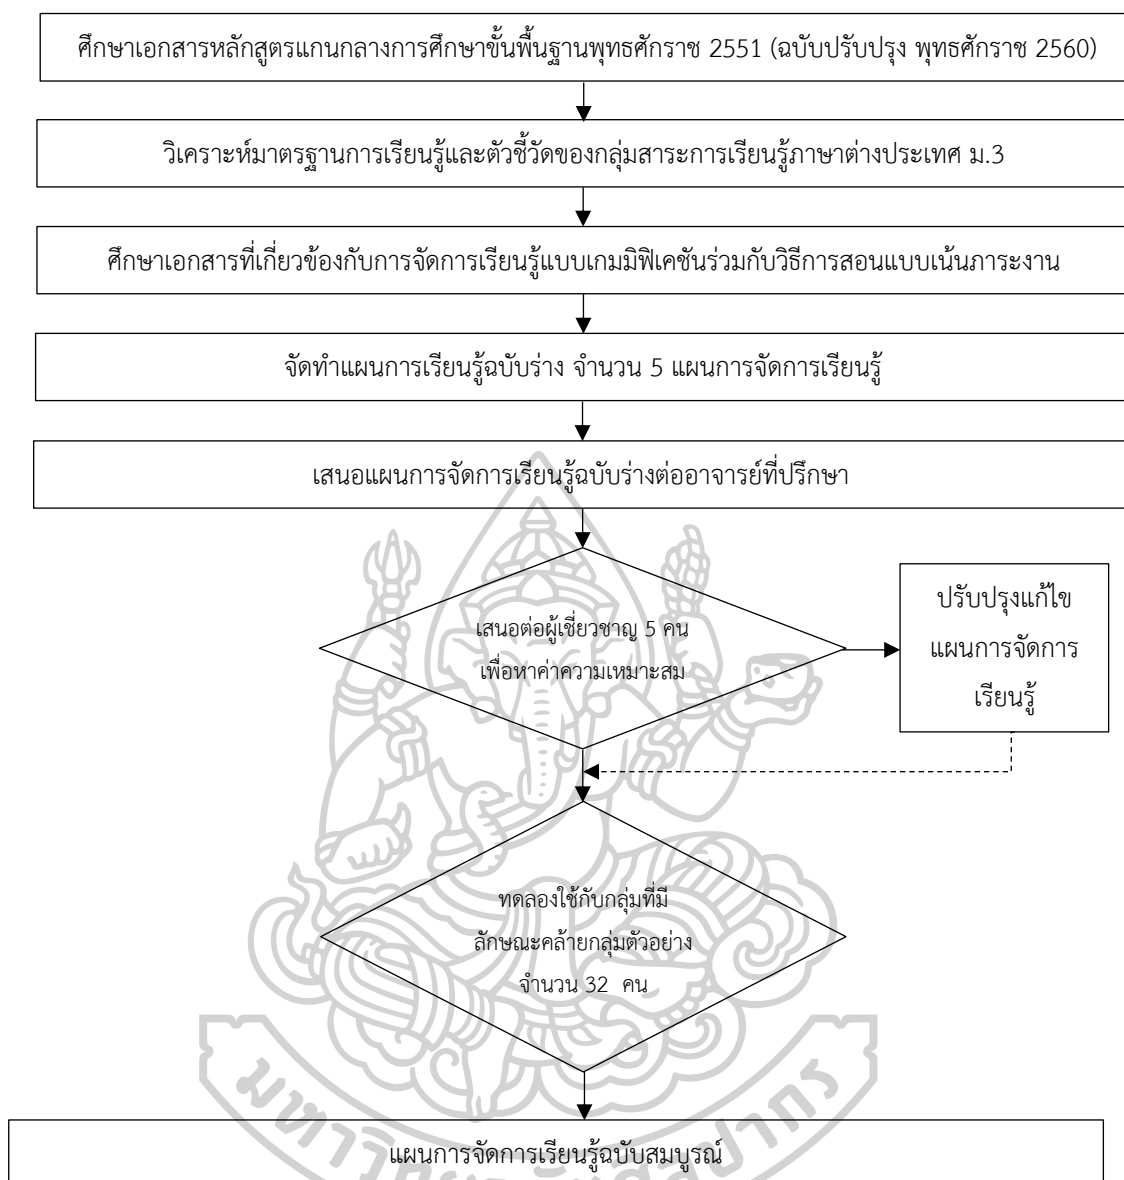 ศึกษาเอกสารหลักสูตรแกนกลางการศึกษาขั้นพื้นฐานพุทธศักราช 2551 (ฉบับปรับปรุง พุทธศักราช 2560)
วิเคราะห์มาตรฐานการเรียนรู้และตัวชี้วัดของกลุ่มสาระการเรียนรู้ภาษาต่างประเทศ ม.3
ศึกษาเอกสารที่เกี่ยวข้องกับการจัดการเรียนรู้แบบเกมมิฟิเคชันร่วมกับวิธีการสอนแบบเน้นภาระงาน
จัดทำแผนการเรียนรู้ฉบับร่าง จำนวน 5 แผนการจัดการเรียนรู้
เสนอแผนการจัดการเรียนรู้ฉบับร่างต่ออาจารย์ที่ปรึกษา
เสนอต่อผู้เชี่ยวชาญ 5 คน
เพื่อหาค่าความเหมาะสม
ปรับปรุงแก้ไข
แผนการจัดการ
เรียนรู้
ทดลองใช้กับกลุ่มที่มี
ลักษณะคล้ายกลุ่มตัวอย่าง
จำนวน 32 คน
แผนการจัดการเรียนรู้ฉบับสมบูรณ์